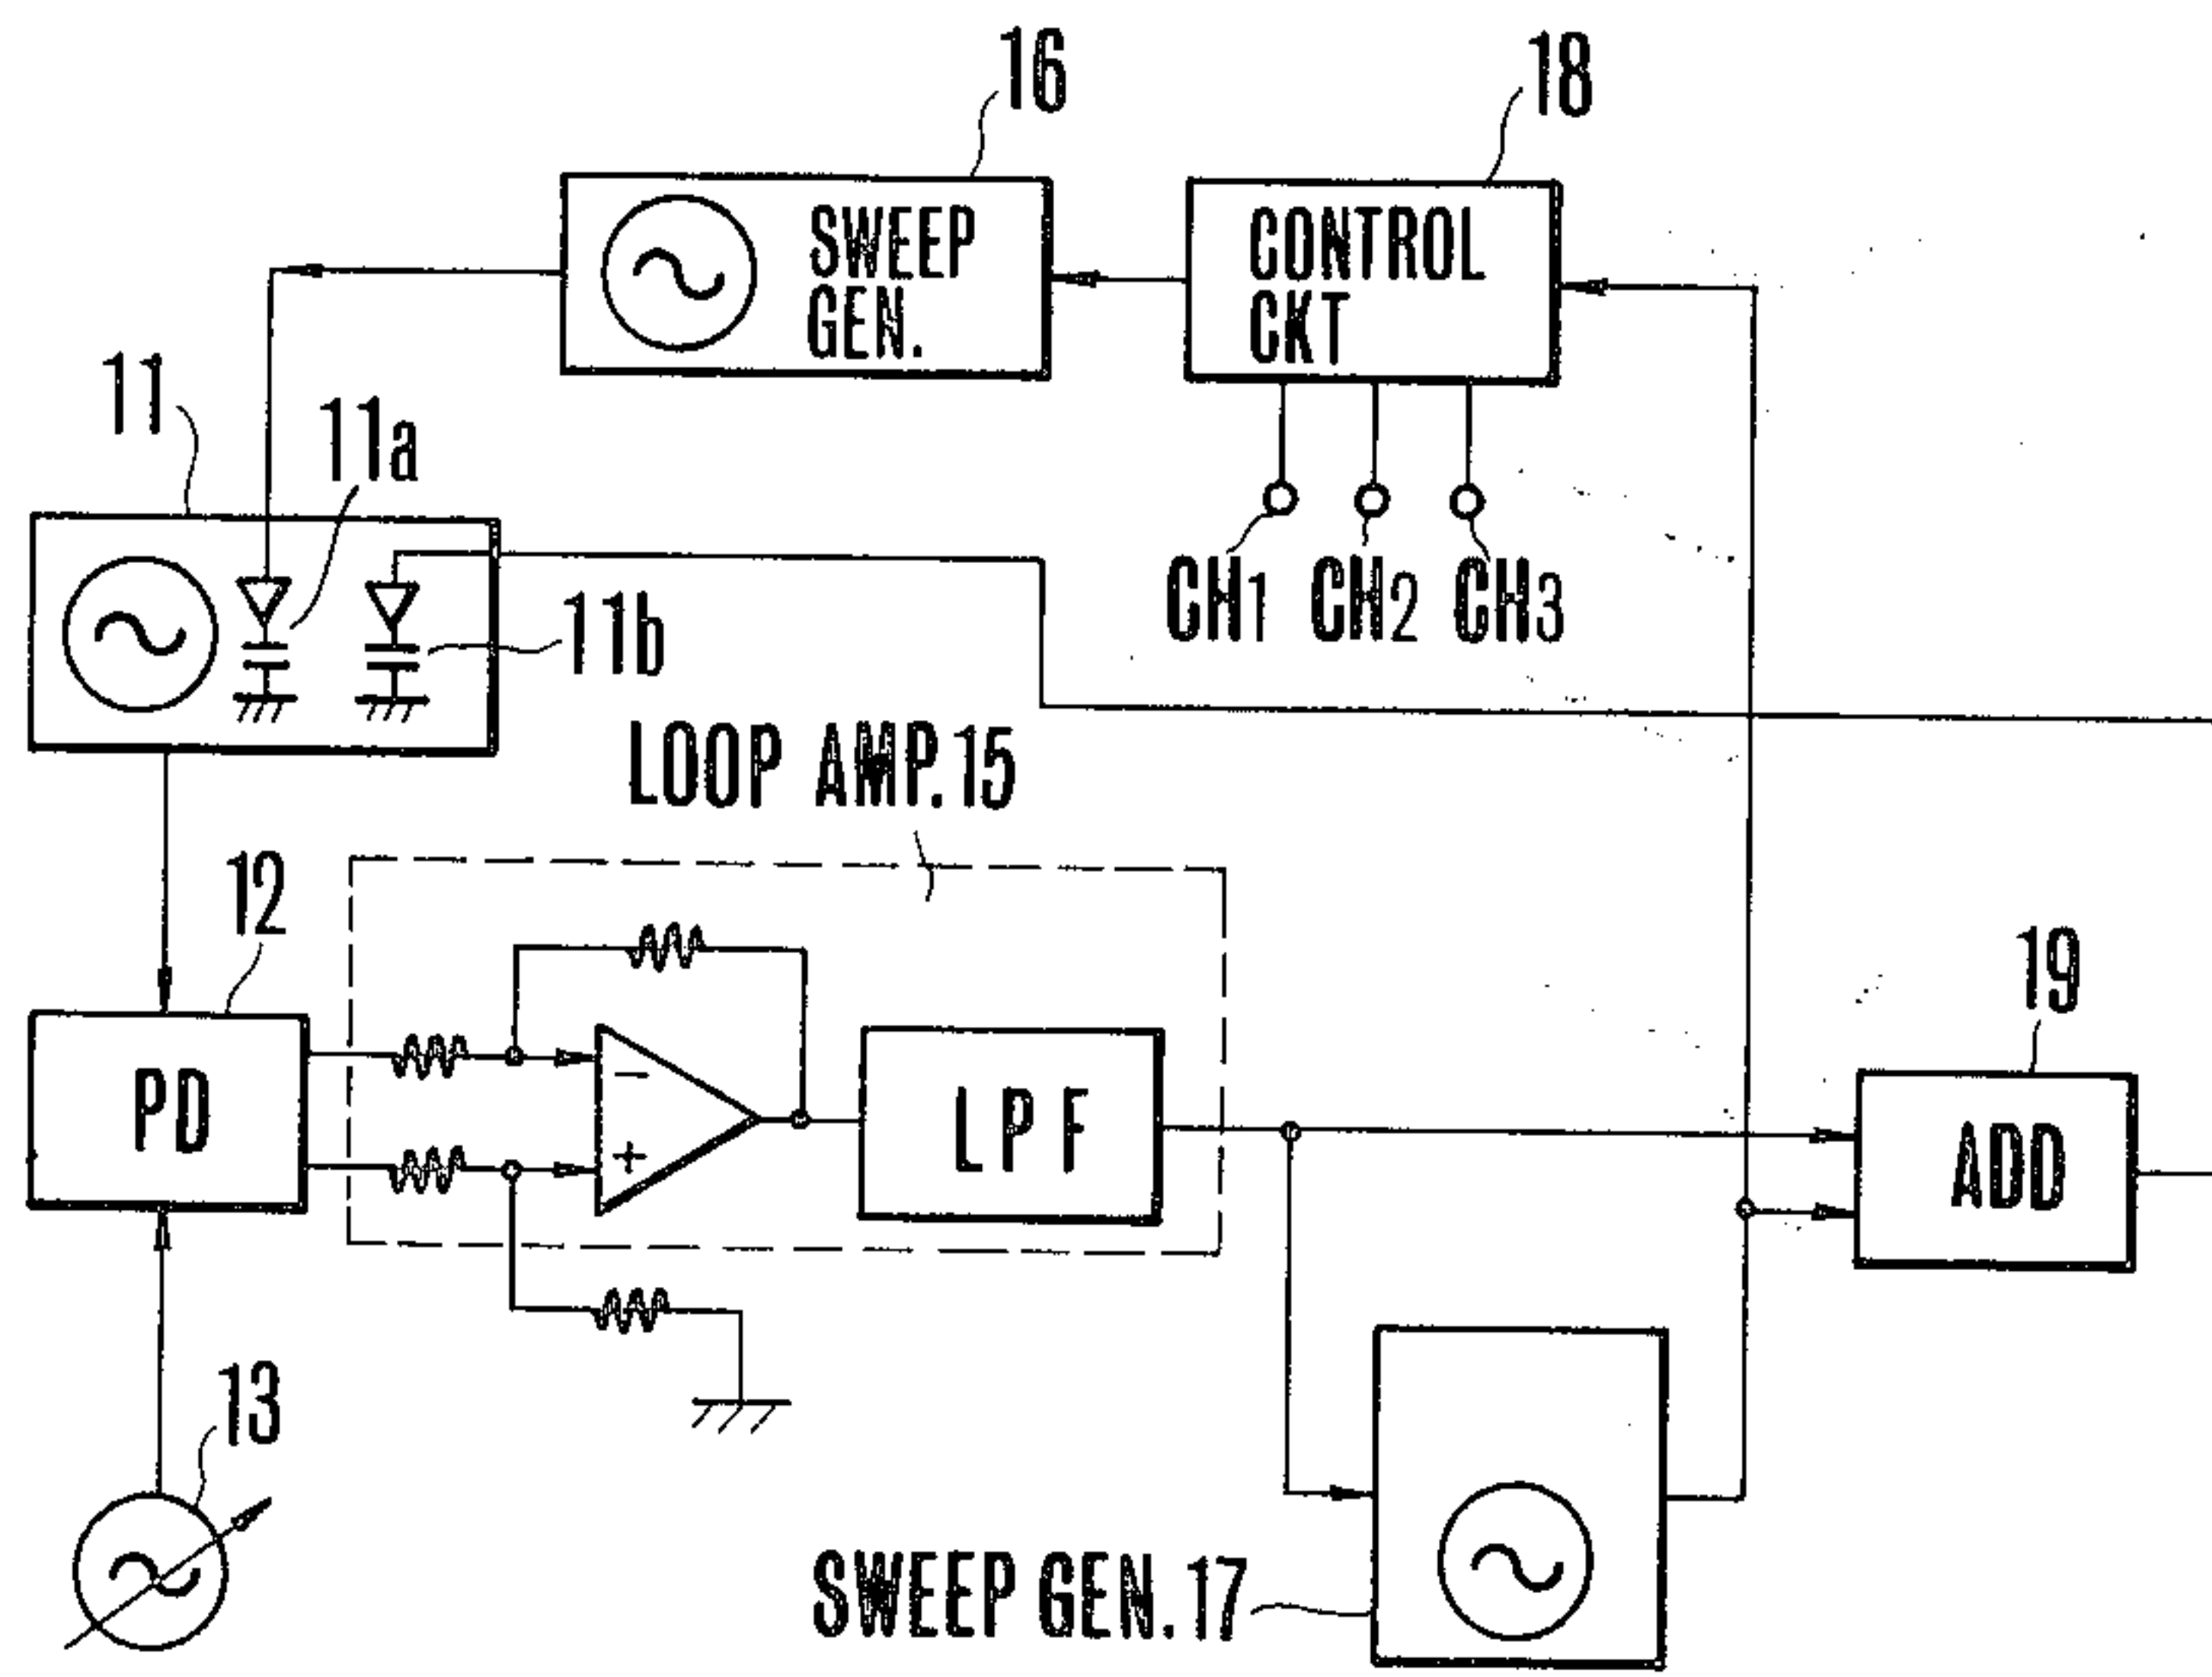 16
18
SWEEP
GEN.
CONTROL
CKT
11
11a
11b
CH1 CH2 CH3
LOOP AMP.15
12
19
PD
−
+
LPF
ADD
13
SWEEP GEN.17